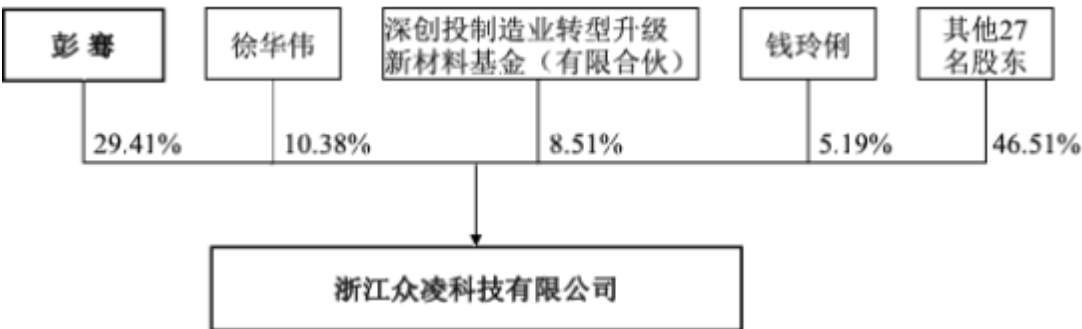 彭骞
徐华伟
深创投制造业转型升级
新材料基金（有限合伙）
钱玲俐
其他27
名股东
29.41%
10.38%
8.51%
5.19%
46.51%
浙江众凌科技有限公司